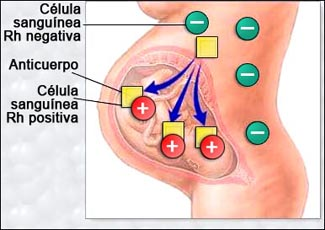 Célula
sanguínea
Rh negativa
Anticuerpo
Célula
sanguínea
Rh positiva